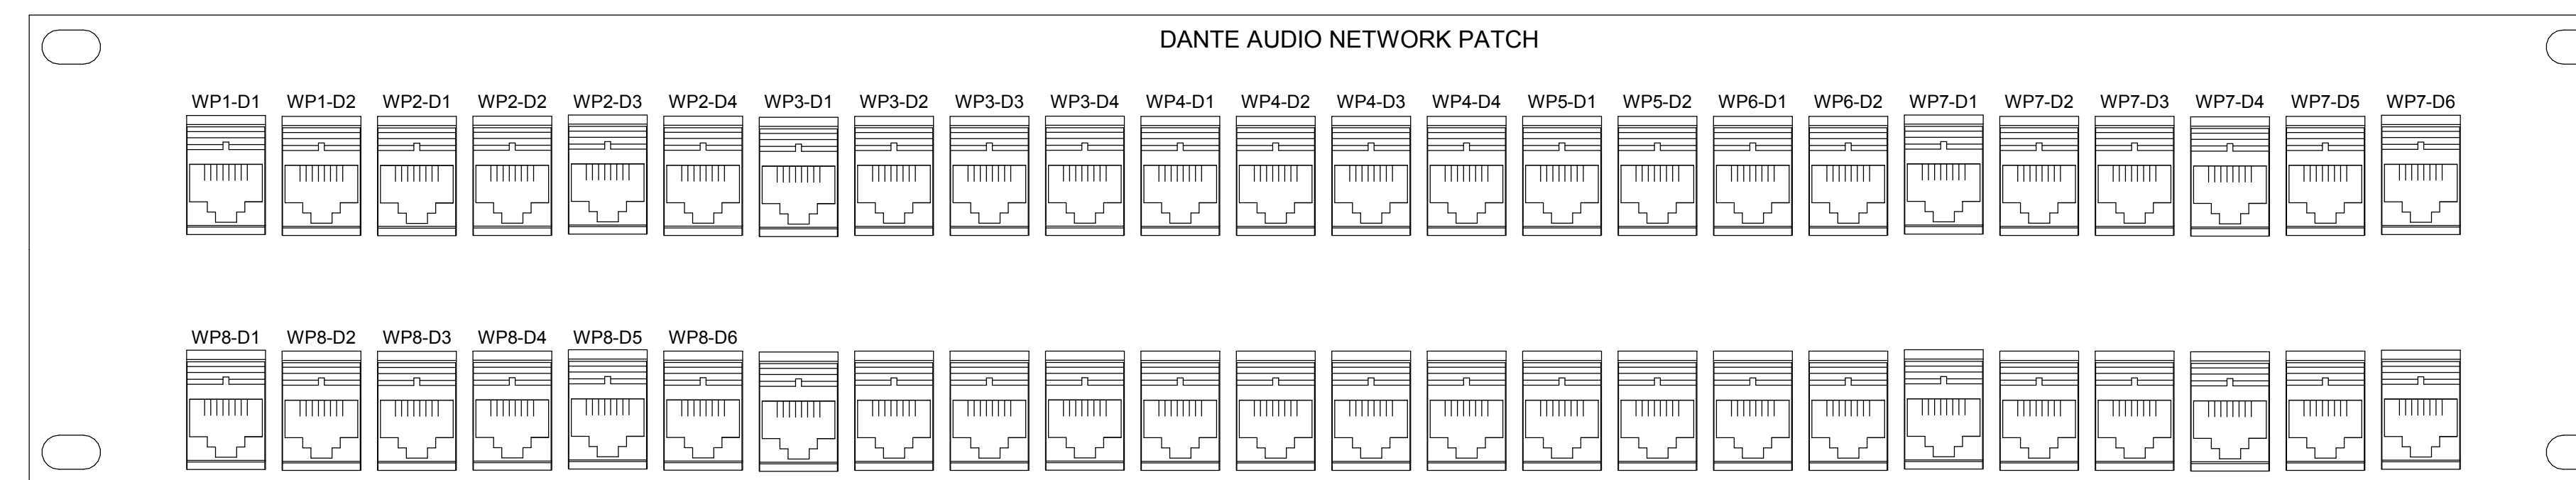 DANTE AUDIO NETWORK PATCH
WP1-D1 WP1-D2 WP2-D1 WP2-D2 WP2-D3 WP2-D4 WP3-D1 WP3-D2 WP3-D3 WP3-D4 WP4-D1 WP4-D2 WP4-D3 WP4-D4 WP5-D1 WP5-D2 WP6-D1 WP6-D2 WP7-D1 WP7-D2 WP7-D3 WP7-D4 WP7-D5 WP7-D6
WP8-D1 WP8-D2 WP8-D3 WP8-D4 WP8-D5 WP8-D6